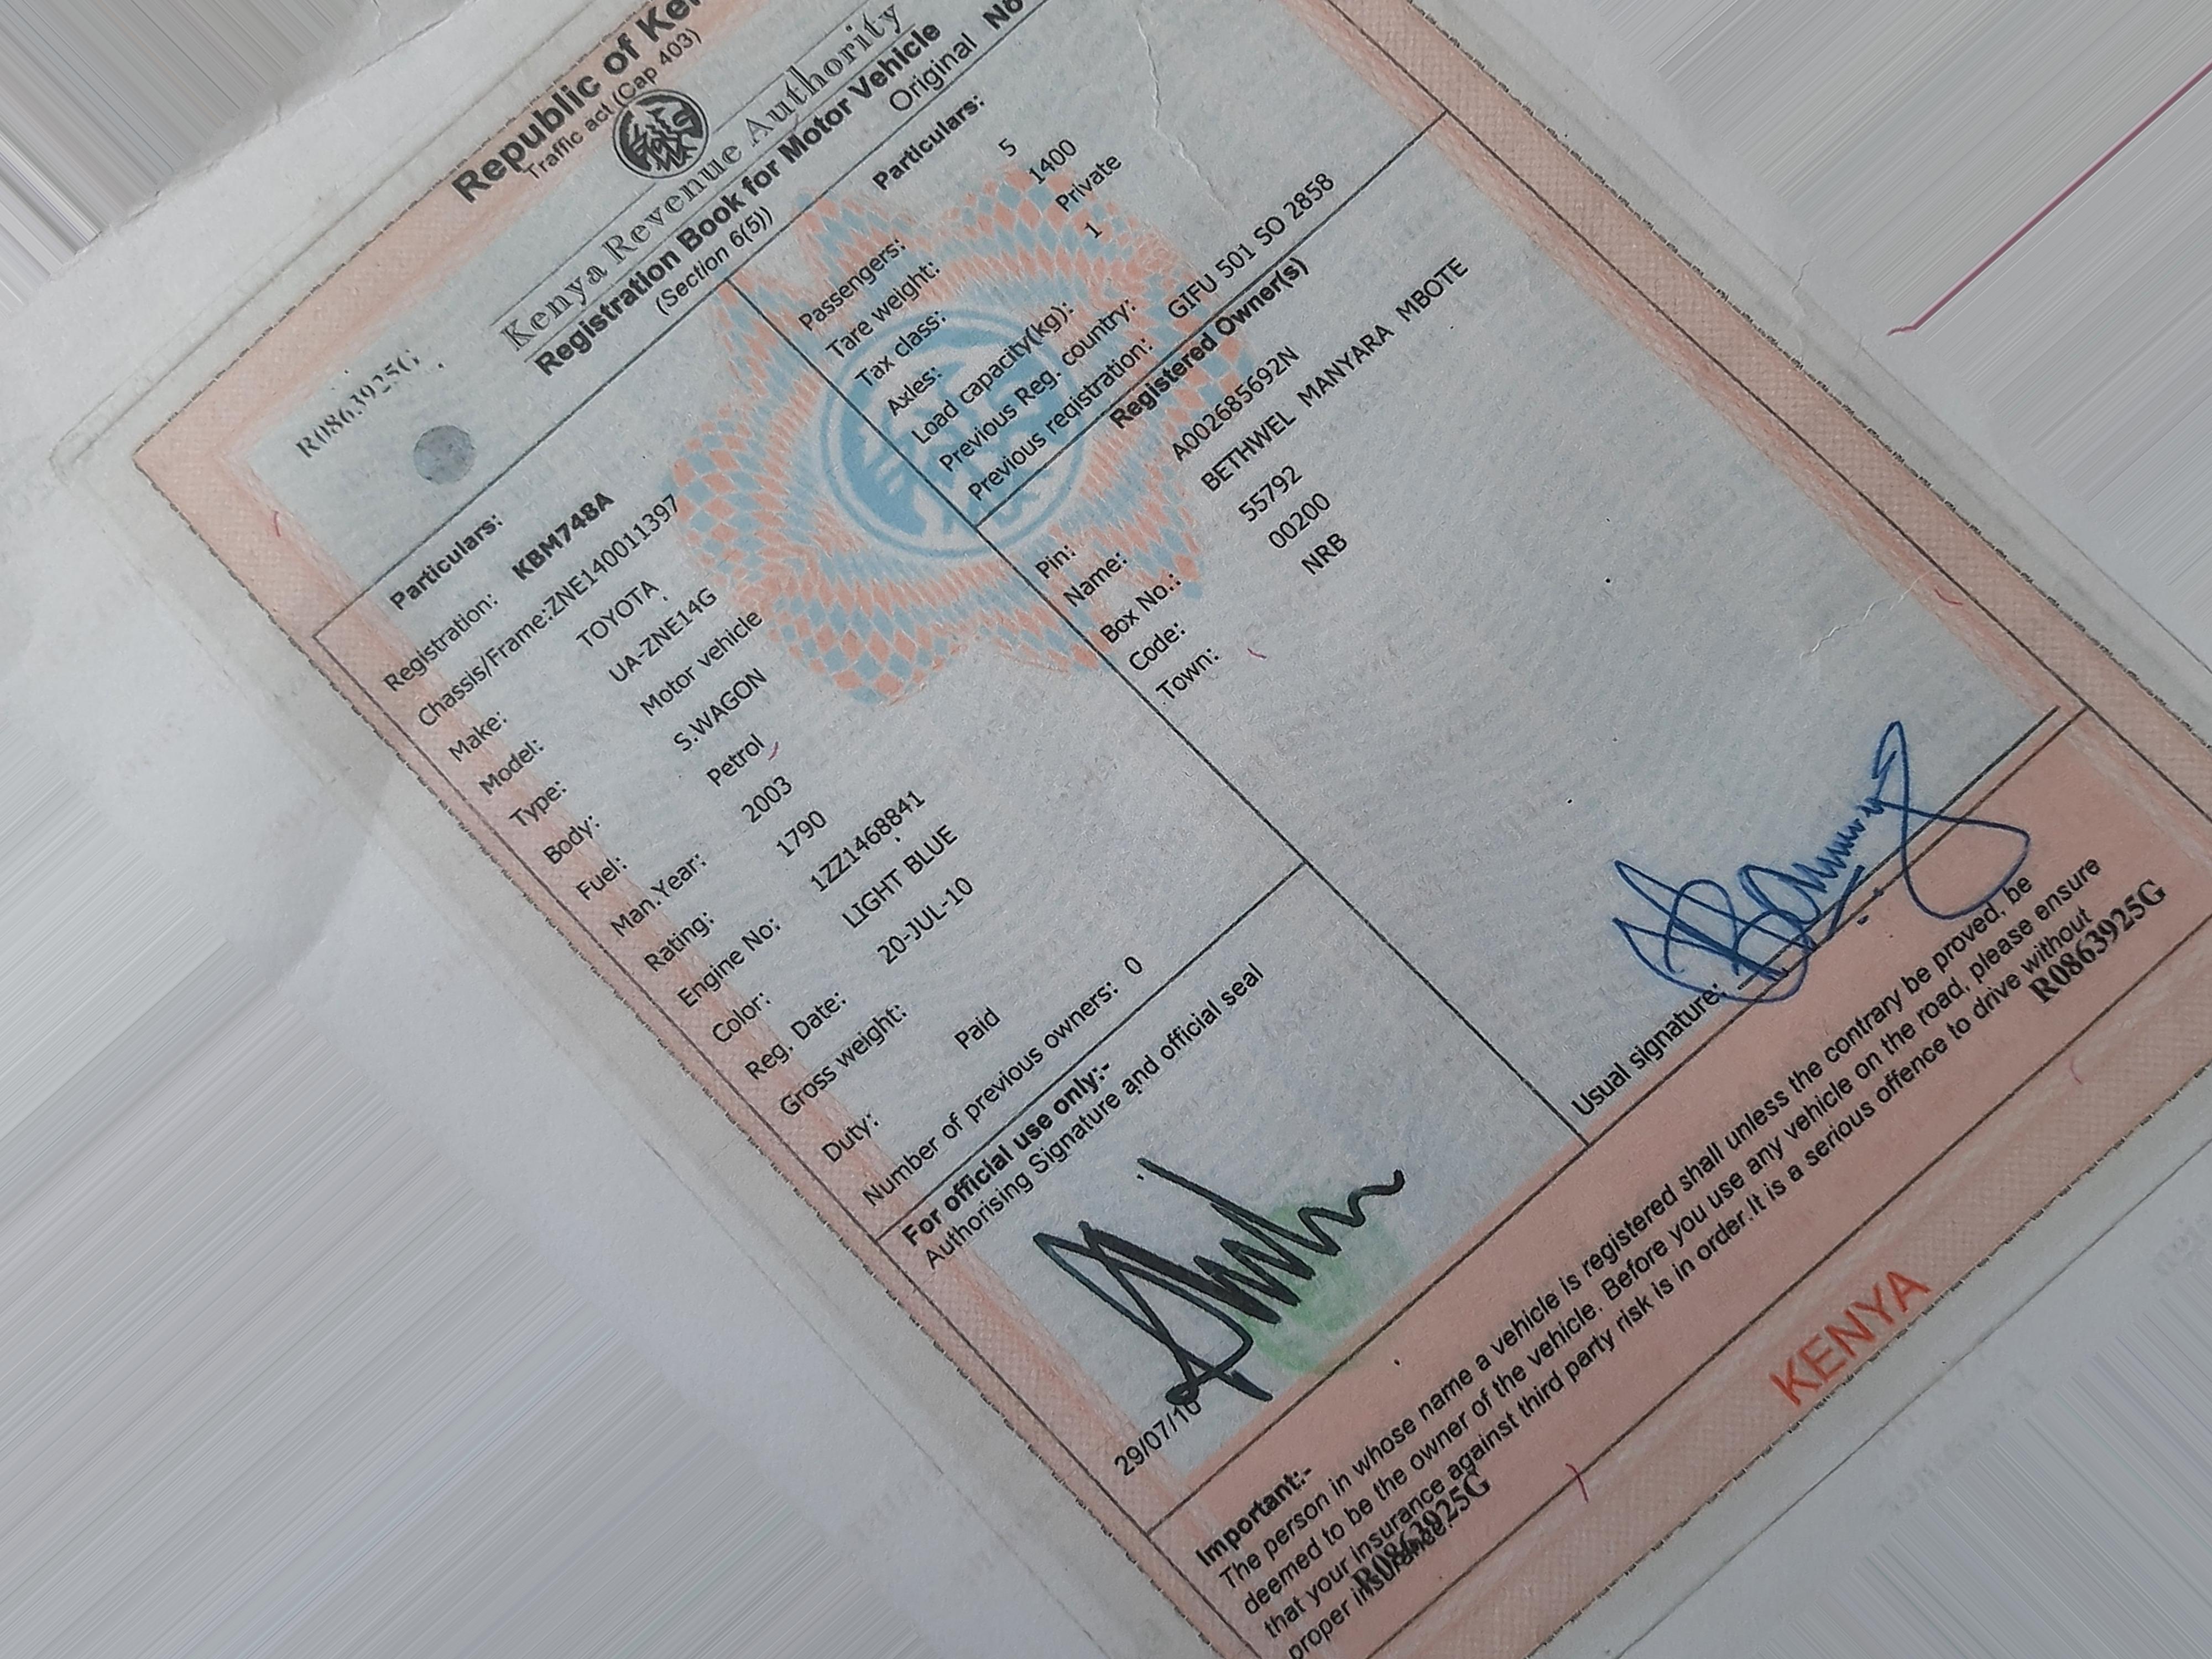 Republic of Ke
Traffic act (Cap 403)
Kenya Revenue Authority
Registration Book for Motor Vehicle
(Section 6(5))
Original No
R0863925G
Particulars:
Registration: KBM748A
Chassis/Frame:ZNE140011397
Make: TOYOTA
Model: UA-ZNE14G
Type: Motor vehicle
Body: S.WAGON
Fuel: Petrol
Man.Year: 2003
Rating: 1790
Engine No: 1ZZ1468841
Color: LIGHT BLUE
Reg. Date: 20-JUL-10
Gross weight:
Duty: Paid
Number of previous owners: 0
Particulars:
Passengers: 5
Tare weight: 1400
Tax class: Private
Axles: 1
Load capacity(kg):
Previous Reg. country:
Previous registration: GIFU 501 SO 2858
Registered Owner(s)
Pin: A002685692N
Name: BETHWEL MANYARA MBOTE
Box No.: 55792
Code: 00200
Town: NRB
For official use only:-
Authorising Signature and official seal
29/07/10
Usual signature:
Important:-
The person in whose name a vehicle is registered shall unless the contrary be proved, be
deemed to be the owner of the vehicle. Before you use any vehicle on the road, please ensure
that your insurance against third party risk is in order.It is a serious offence to drive without
proper insurance.
R0863925G
R0863925G
KENYA